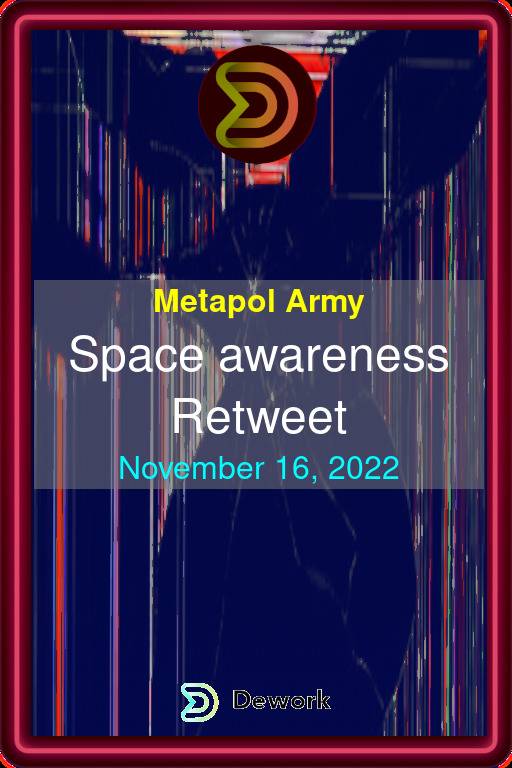 Metapol Army
Space awareness
Retweet
November 16, 2022
Dework